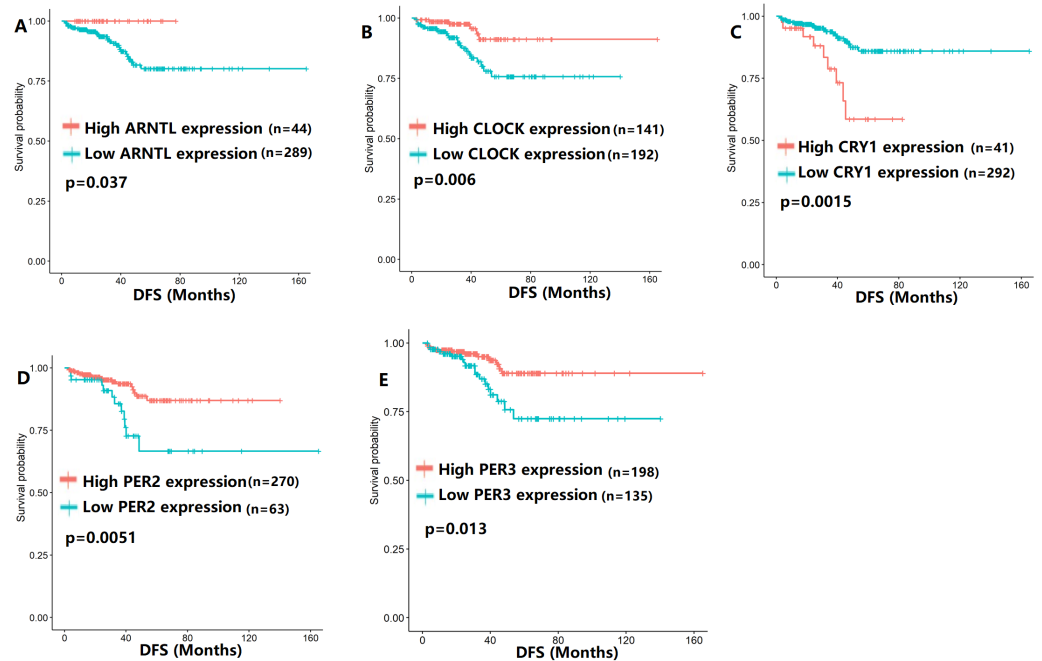 A
Survival probability
1.00
0.75
0.50
0.25
0.00
High ARNTL expression (n=44)
Low ARNTL expression (n=289)
p=0.037
0 40 80 120 160
DFS (Months)
B
Survival probability
1.00
0.75
0.50
0.25
0.00
High CLOCK expression (n=141)
Low CLOCK expression (n=192)
p=0.006
0 40 80 120 160
DFS (Months)
C
Survival probability
1.00
0.75
0.50
0.25
0.00
High CRY1 expression (n=41)
Low CRY1 expression (n=292)
p=0.0015
0 40 80 120 160
DFS (Months)
D
Survival probability
1.00
0.75
0.50
0.25
0.00
High PER2 expression(n=270)
Low PER2 expression (n=63)
p=0.0051
0 40 80 120 160
DFS (Months)
E
Survival probability
1.00
0.75
0.50
0.25
0.00
High PER3 expression (n=198)
Low PER3 expression (n=135)
p=0.013
0 40 80 120 160
DFS (Months)